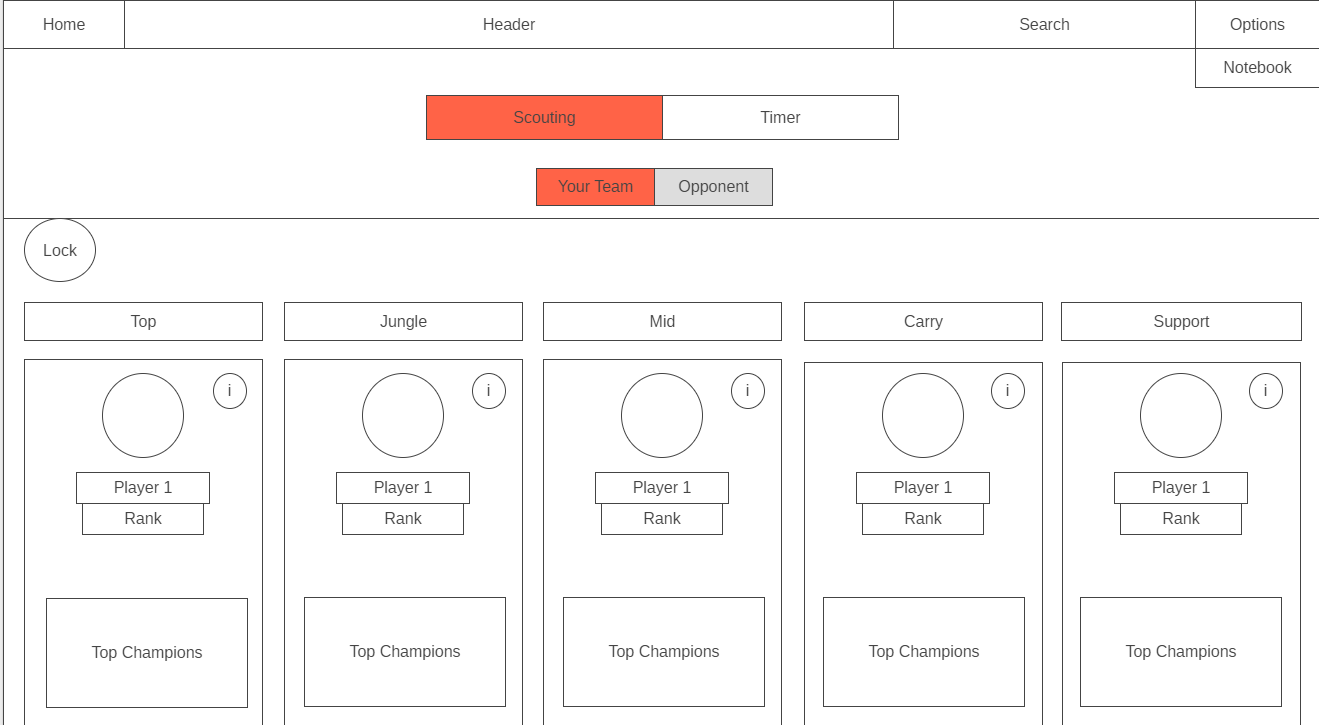 Home
Header
Search
Options
Notebook
Scouting
Timer
Your Team
Opponent
Lock
Top
Jungle
Mid
Carry
Support
i
i
i
i
i
Player 1
Player 1
Player 1
Player 1
Player 1
Rank
Rank
Rank
Rank
Rank
Top Champions
Top Champions
Top Champions
Top Champions
Top Champions